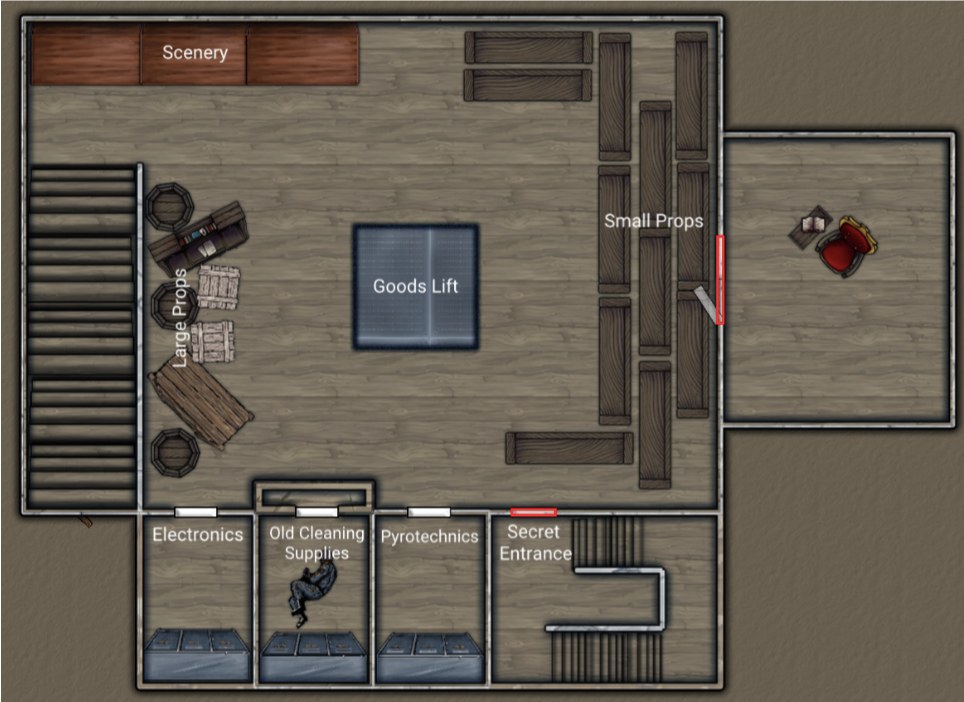 Scenery
Small Props
Goods Lift
Large Props
Electronics
Old Cleaning
Supplies
Pyrotechnics
Secret
Entrance